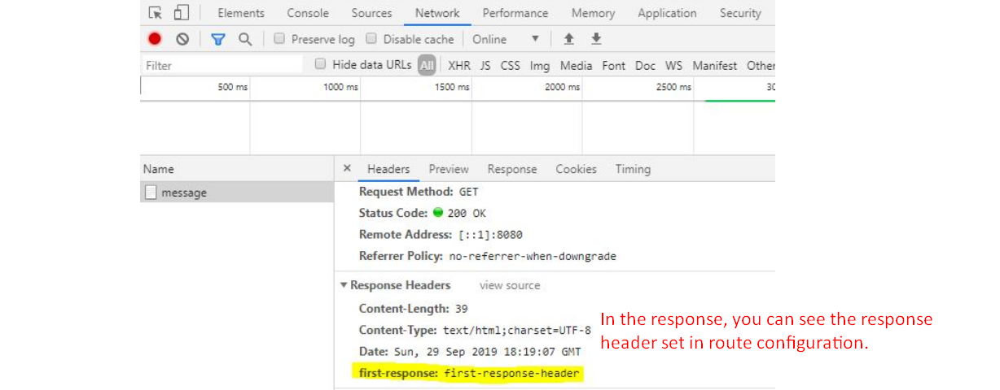 Elements Console Sources Network Performance Memory Application Security
Preserve log Disable cache Online
Filter Hide data URLs All XHR JS CSS Img Media Font Doc WS Manifest Other
500 ms 1000 ms 1500 ms 2000 ms 2500 ms 30
Name × Headers Preview Response Cookies Timing
message
Request Method: GET
Status Code: 200 OK
Remote Address: [::1]:8080
Referrer Policy: no-referrer-when-downgrade
Response Headers view source
Content-Length: 39
Content-Type: text/html;charset=UTF-8
Date: Sun, 29 Sep 2019 18:19:07 GMT
first-response: first-response-header
In the response, you can see the response
header set in route configuration.